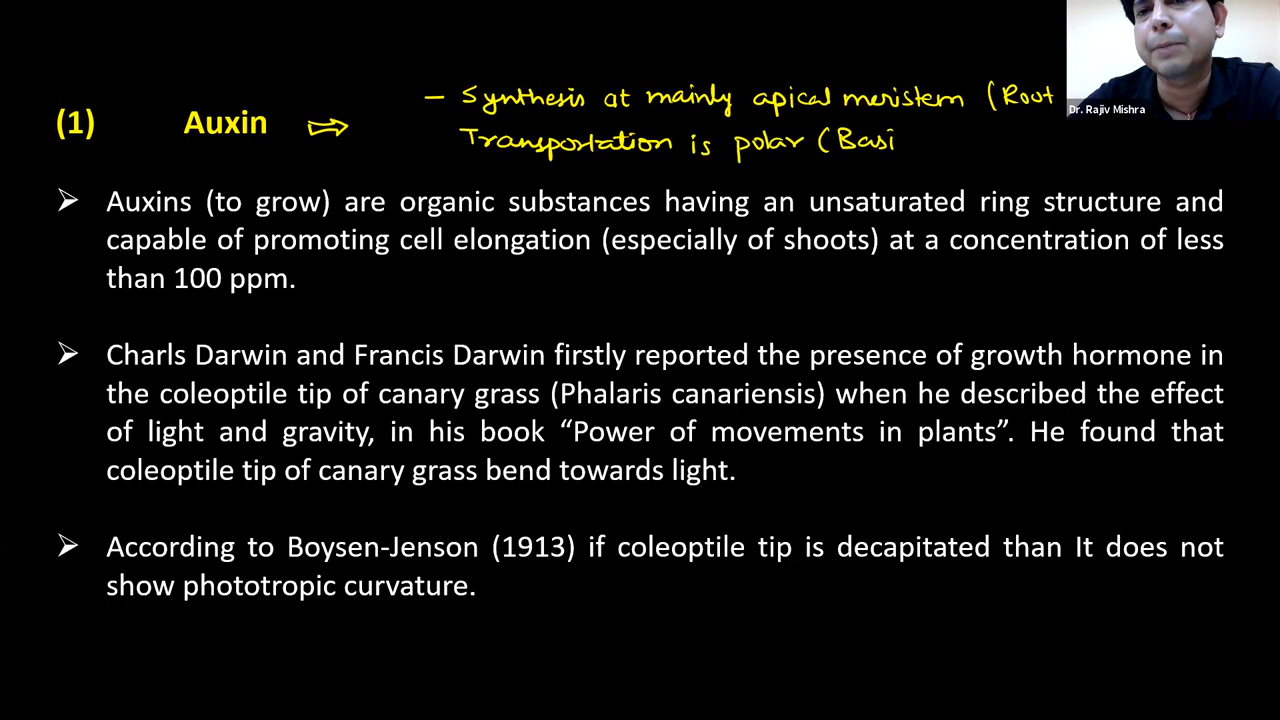 Dr. Rajiv Mishra
– Synthesis at mainly apical meristem (Root
(1) Auxin ⇨
Transportation is polar (Basi
➤ Auxins (to grow) are organic substances having an unsaturated ring structure and
capable of promoting cell elongation (especially of shoots) at a concentration of less
than 100 ppm.
➤ Charls Darwin and Francis Darwin firstly reported the presence of growth hormone in
the coleoptile tip of canary grass (Phalaris canariensis) when he described the effect
of light and gravity, in his book “Power of movements in plants”. He found that
coleoptile tip of canary grass bend towards light.
➤ According to Boysen-Jenson (1913) if coleoptile tip is decapitated than It does not
show phototropic curvature.